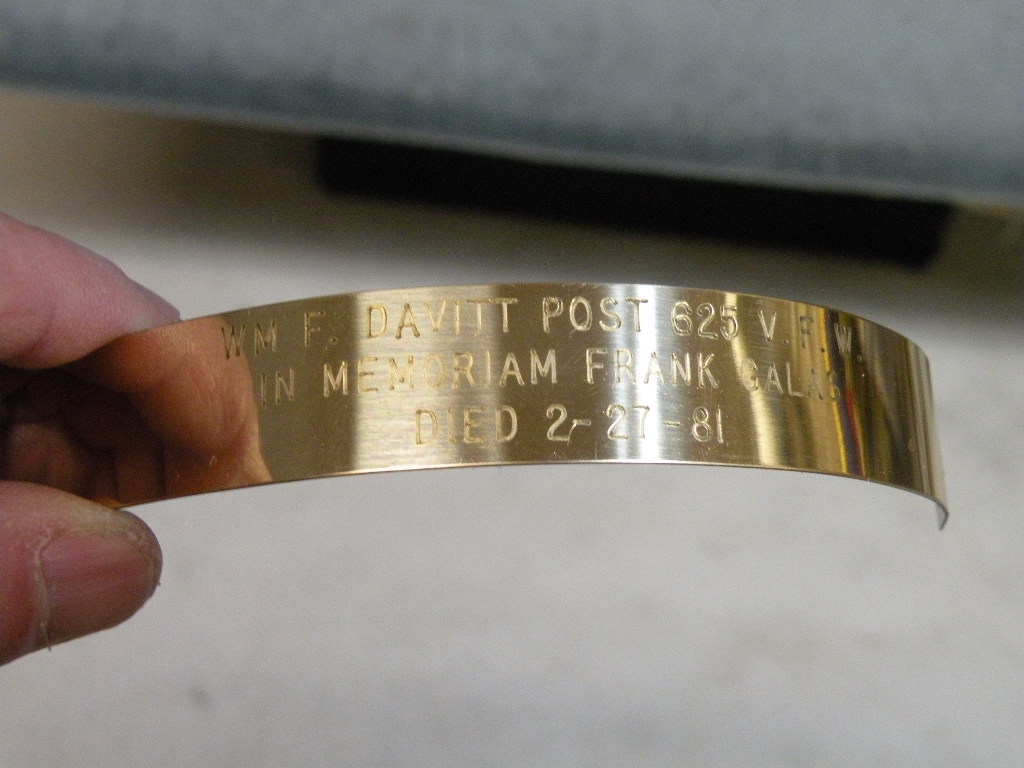 WM F. DAVITT POST 625 V.F.W.
IN MEMORIAM FRANK GALAS
DIED 2-27-81